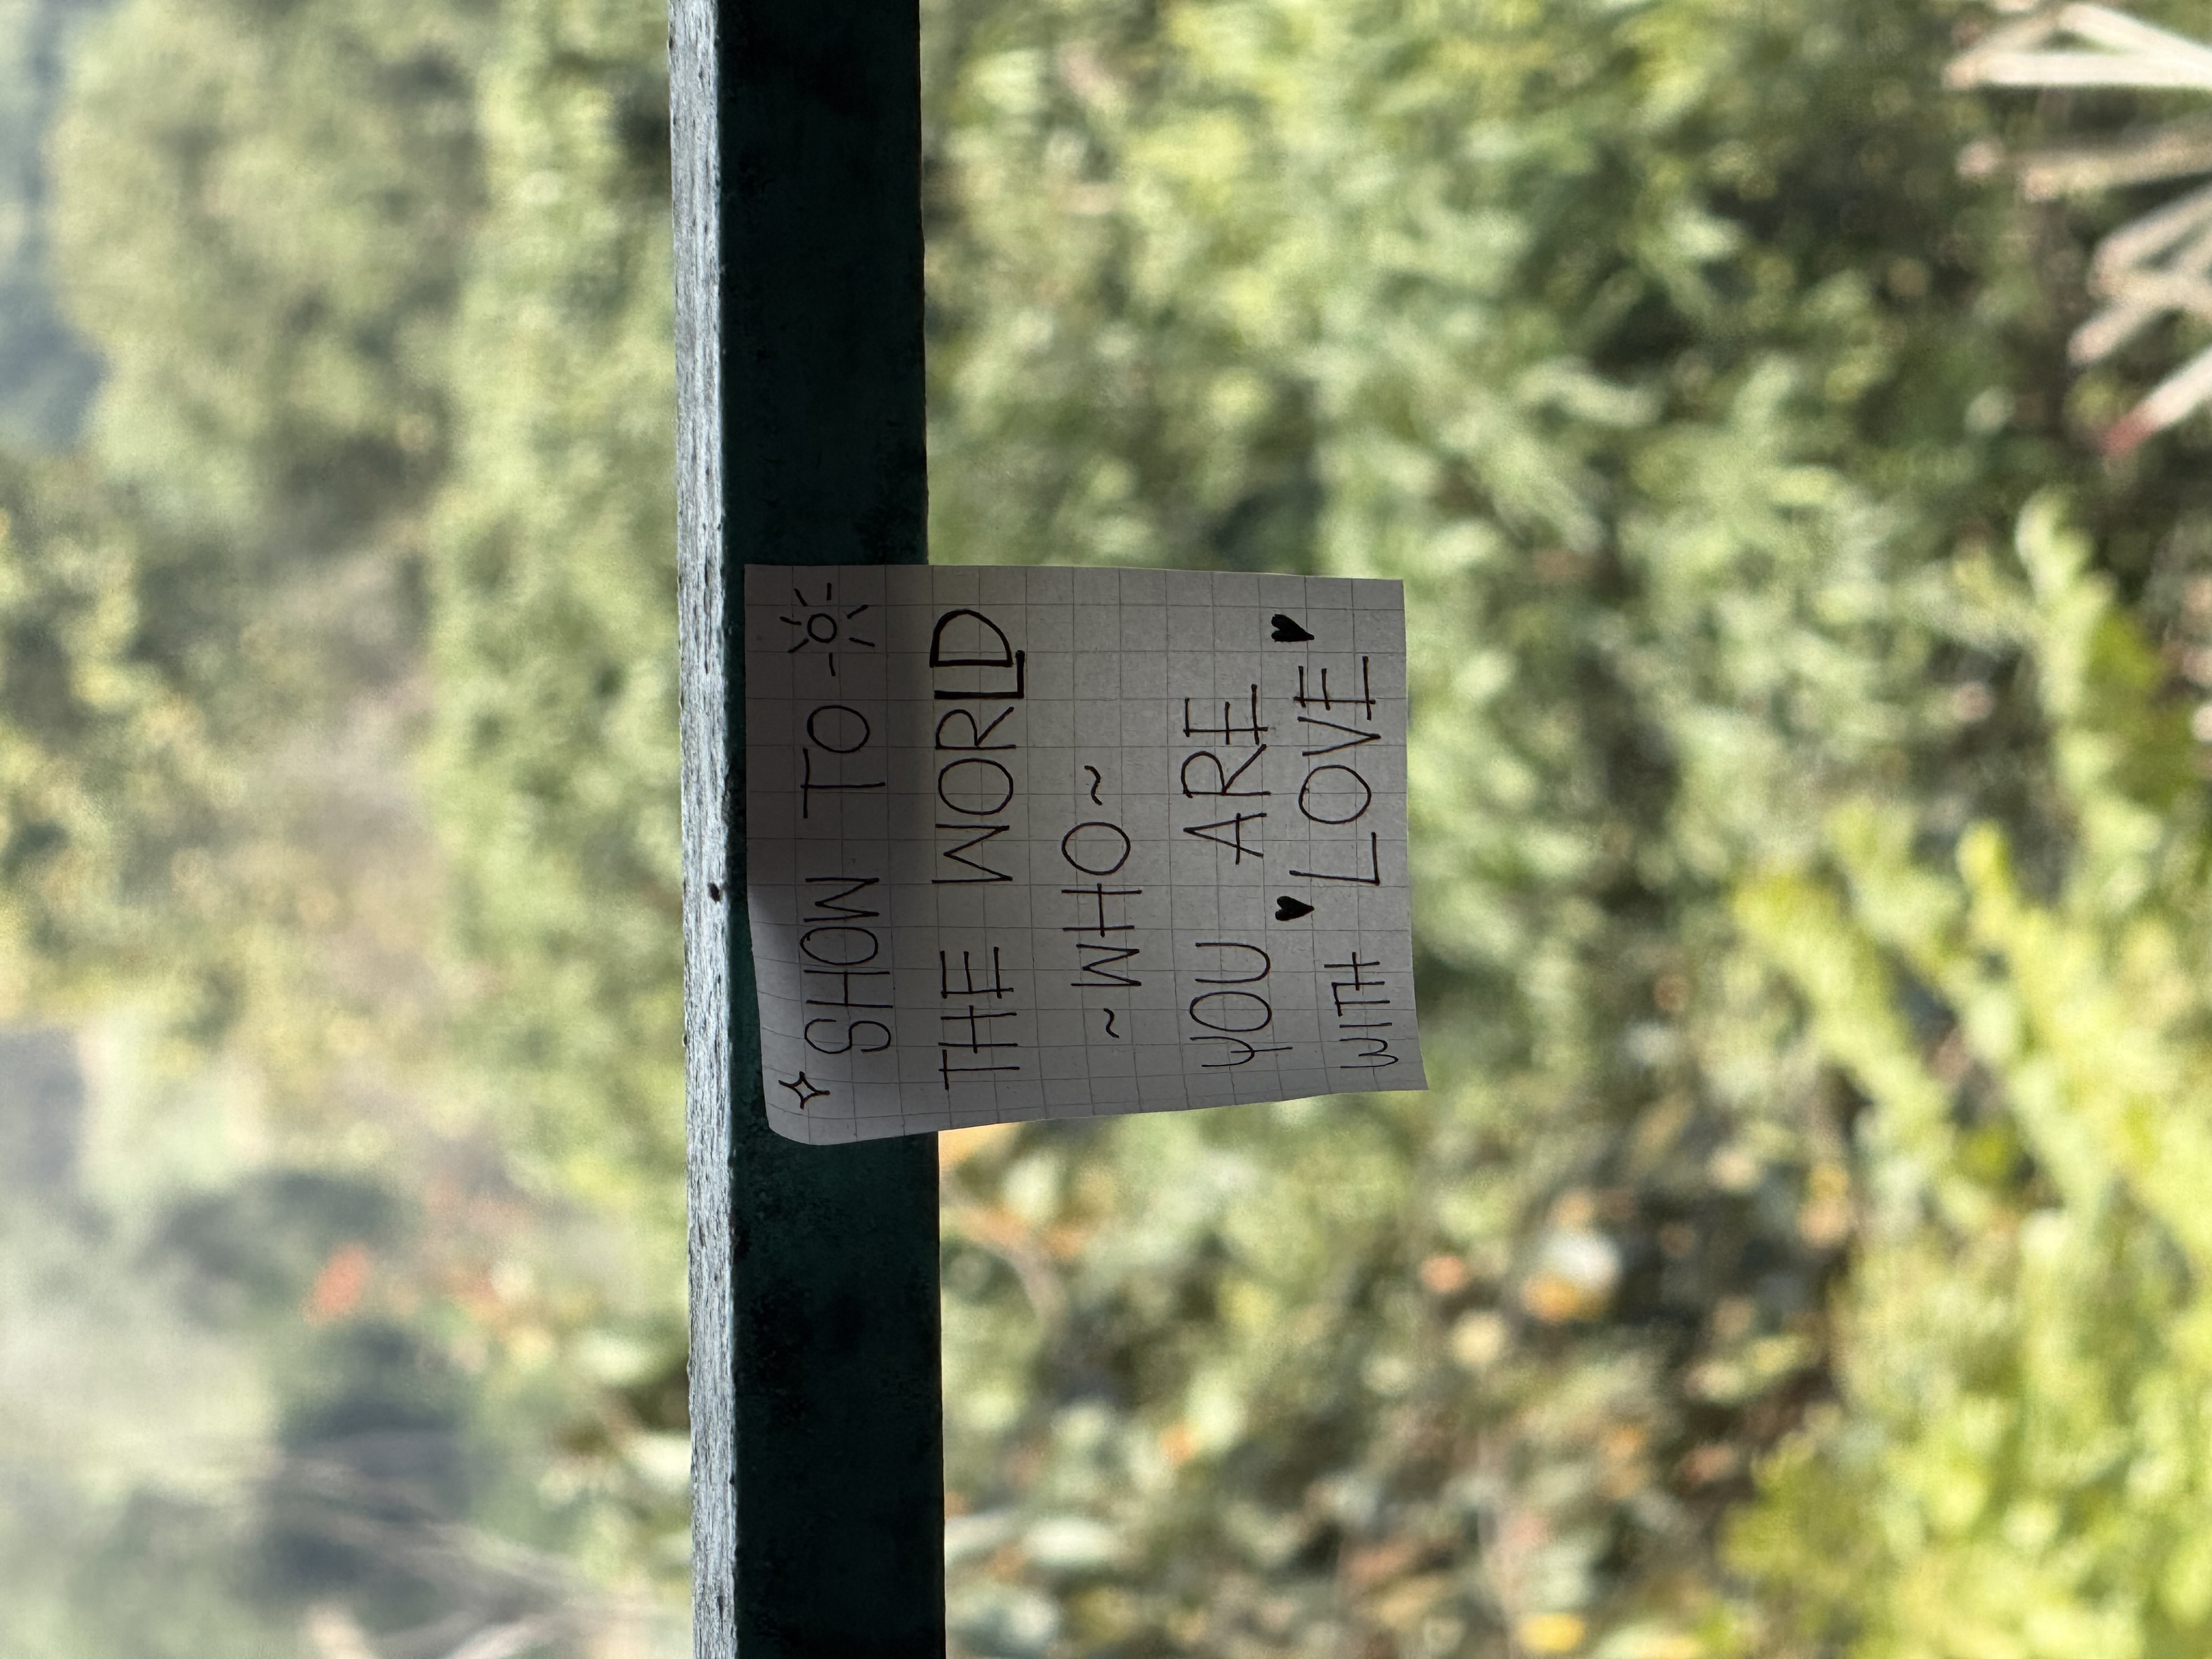 SHOW TO
THE WORLD
~ WHO ~
YOU ARE
WITH LOVE